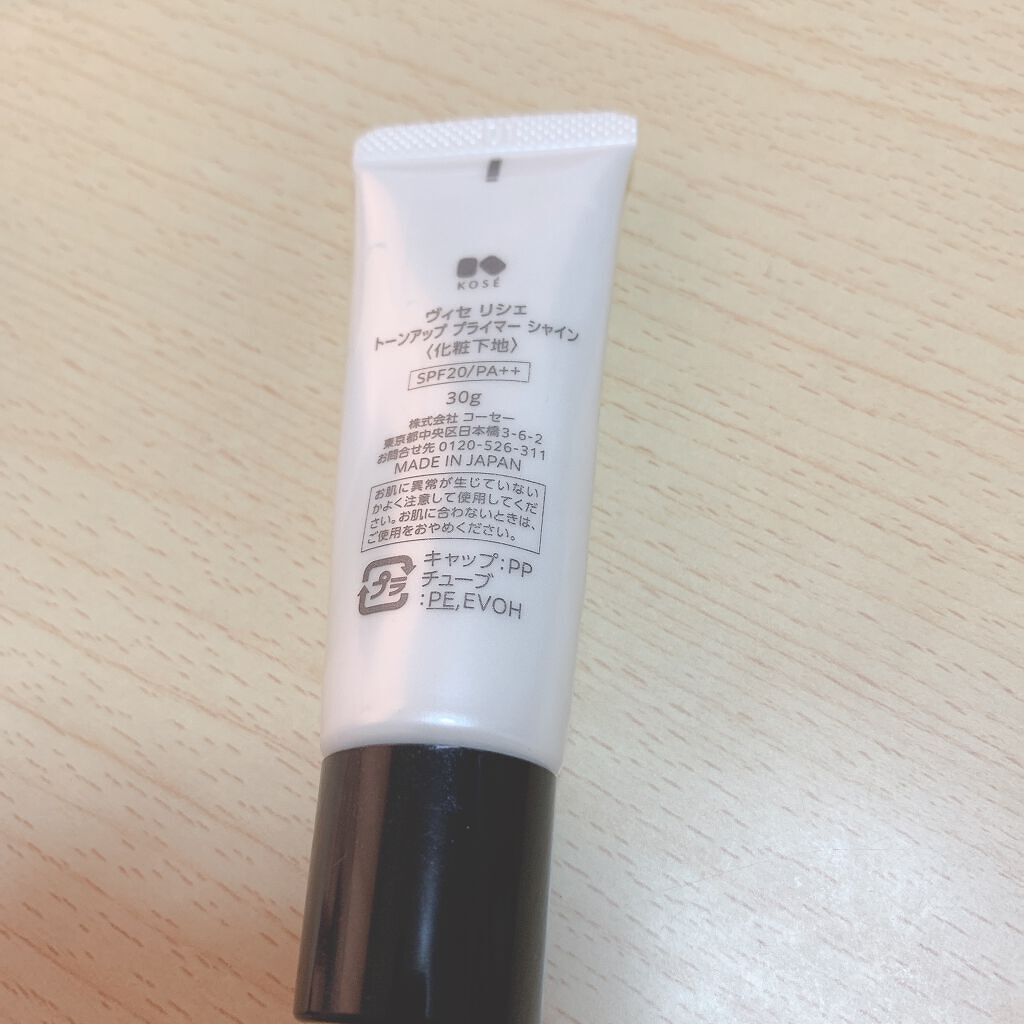 KOSÉ
ヴィセ リシェ
トーンアップ プライマー シャイン
〈化粧下地〉
SPF20/PA++
30g
株式会社 コーセー
東京都中央区日本橋3-6-2
お問合せ先 0120-526-311
MADE IN JAPAN
お肌に異常が生じていない
かよく注意して使用してくだ
さい。お肌に合わないときは、
ご使用をおやめください。
プラ
キャップ:PP
チューブ
:PE,EVOH